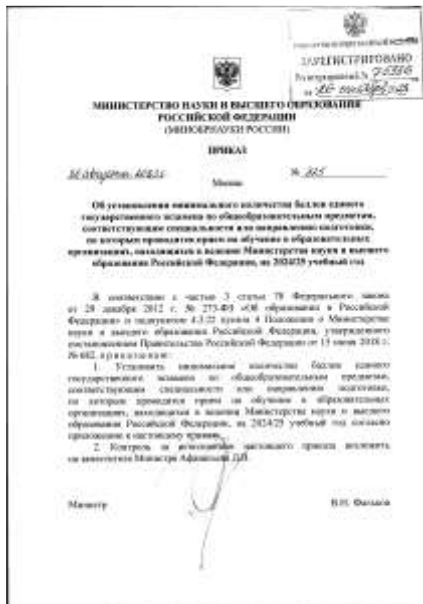 ЗАРЕГИСТРИРОВАНО
Регистрационный № 75356
МИНИСТЕРСТВО НАУКИ И ВЫСШЕГО ОБРАЗОВАНИЯ
РОССИЙСКОЙ ФЕДЕРАЦИИ
(МИНОБРНАУКИ РОССИИ)
ПРИКАЗ
августа 2023 г. № 825
Москва
Об установлении минимального количества баллов единого
государственного экзамена по общеобразовательным предметам,
соответствующим специальности или направлению подготовки,
по которым проводится прием на обучение в образовательных
организациях, находящихся в ведении Министерства науки и высшего
образования Российской Федерации, на 2024/25 учебный год
В соответствии с частью 3 статьи 70 Федерального закона
от 29 декабря 2012 г. № 273-ФЗ «Об образовании в Российской
Федерации» и подпунктом 4.3.22 пункта 4 Положения о Министерстве
науки и высшего образования Российской Федерации, утвержденного
постановлением Правительства Российской Федерации от 15 июня 2018 г.
№ 682, приказываю:
1. Установить минимальное количество баллов единого
государственного экзамена по общеобразовательным предметам,
соответствующим специальности или направлению подготовки,
по которым проводится прием на обучение в образовательных
организациях, находящихся в ведении Министерства науки и высшего
образования Российской Федерации, на 2024/25 учебный год согласно
приложению к настоящему приказу.
2. Контроль за исполнением настоящего приказа возложить
на заместителя Министра Афанасьева Д.В.
Министр В.Н. Фальков